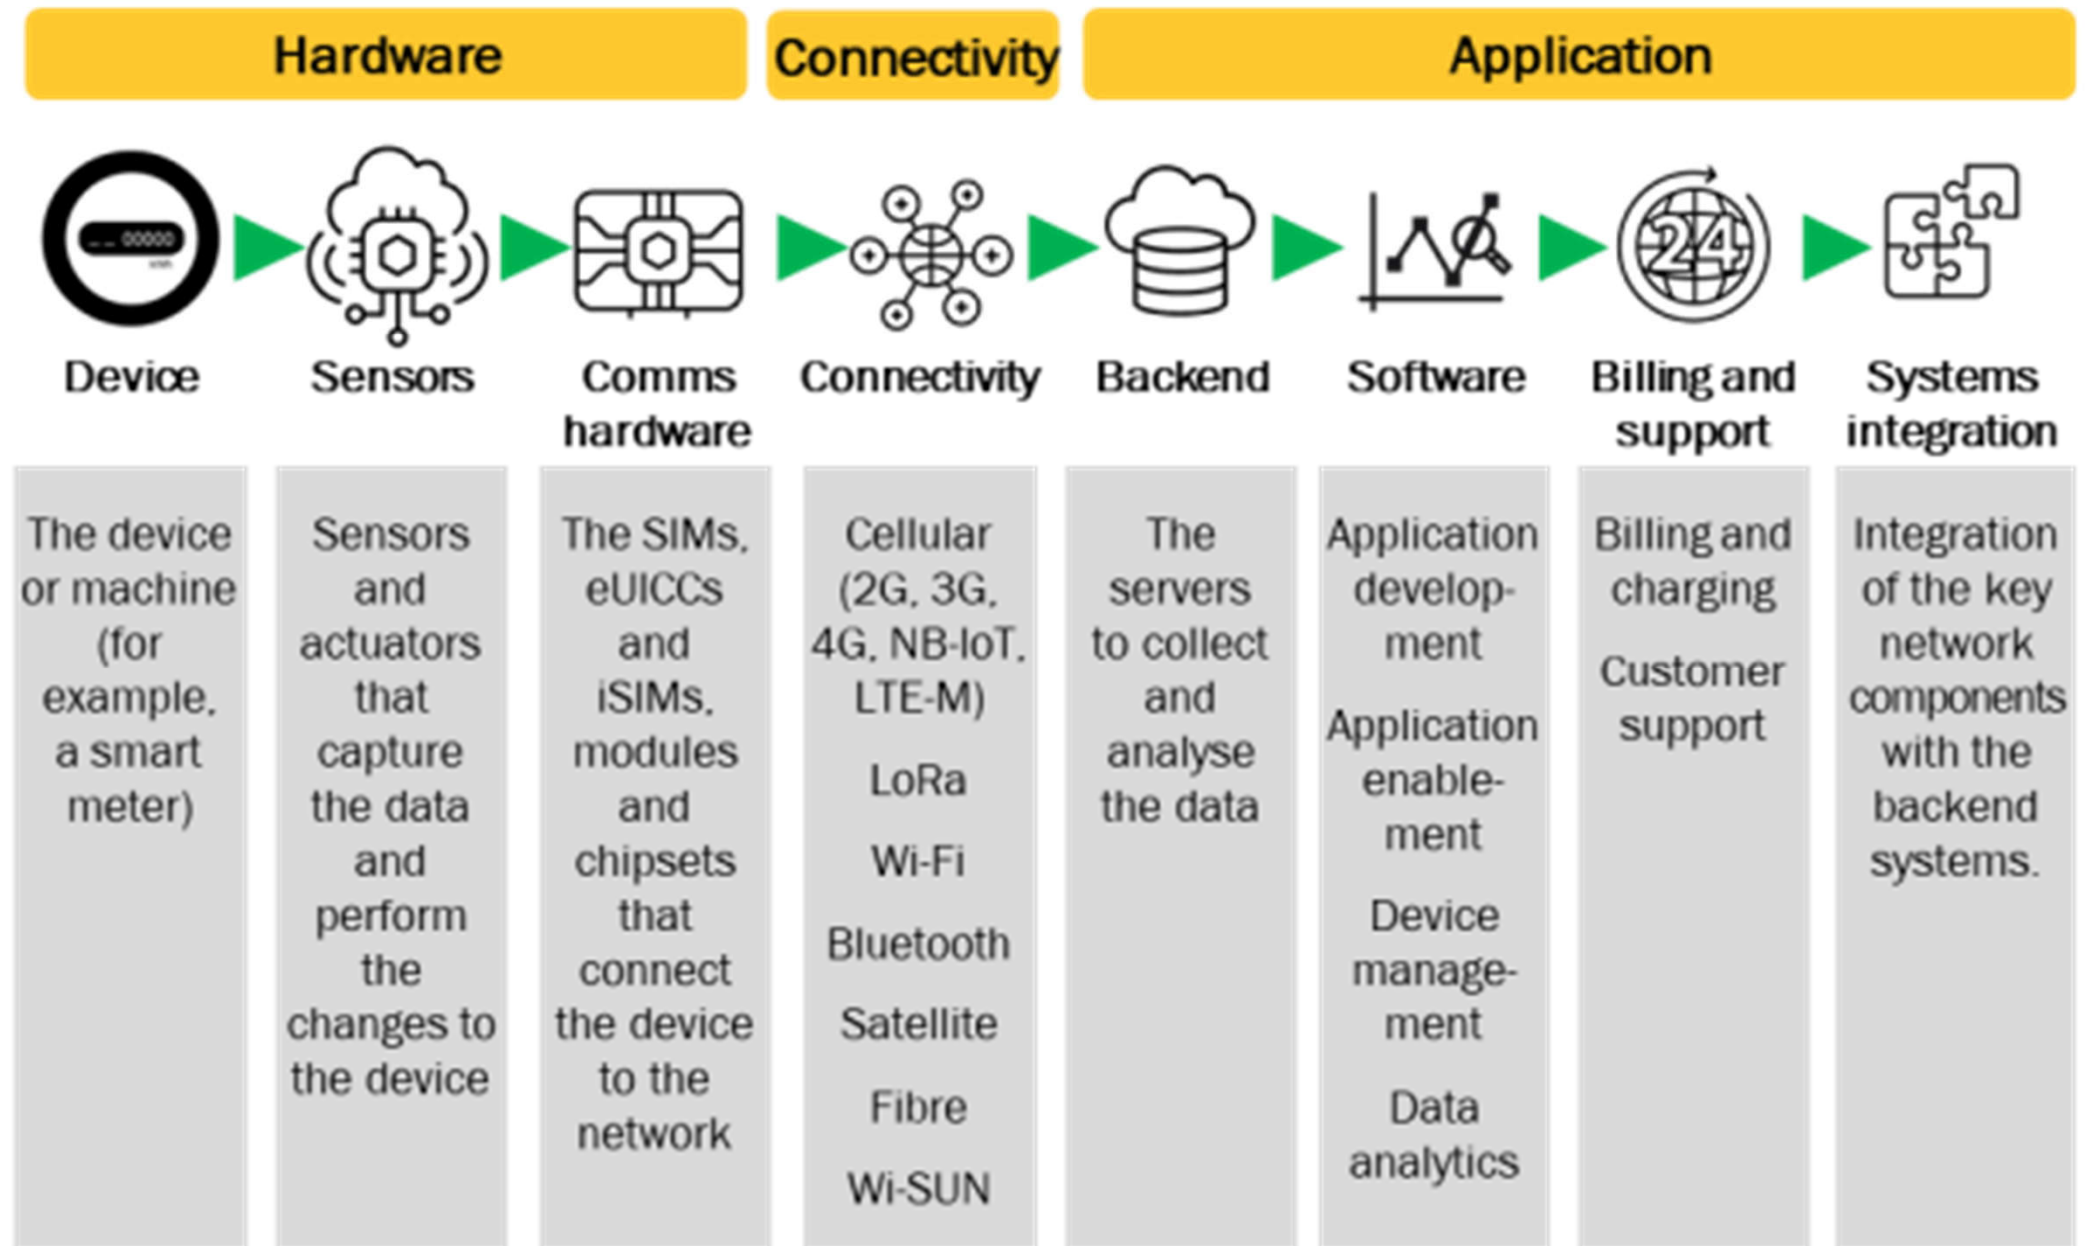 Hardware
Connectivity
Application
_ _ 00000
kWh
24
Device
Sensors
Comms
hardware
Connectivity
Backend
Software
Billing and
support
Systems
integration
The device
or machine
(for
example,
a smart
meter)
Sensors
and
actuators
that
capture
the data
and
perform
the
changes to
the device
The SIMs,
eUICCs
and
iSIMs,
modules
and
chipsets
that
connect
the device
to the
network
Cellular
(2G, 3G,
4G, NB-IoT,
LTE-M)
LoRa
Wi-Fi
Bluetooth
Satellite
Fibre
Wi-SUN
The
servers
to collect
and
analyse
the data
Application
develop-
ment
Application
enable-
ment
Device
manage-
ment
Data
analytics
Billing and
charging
Customer
support
Integration
of the key
network
components
with the
backend
systems.